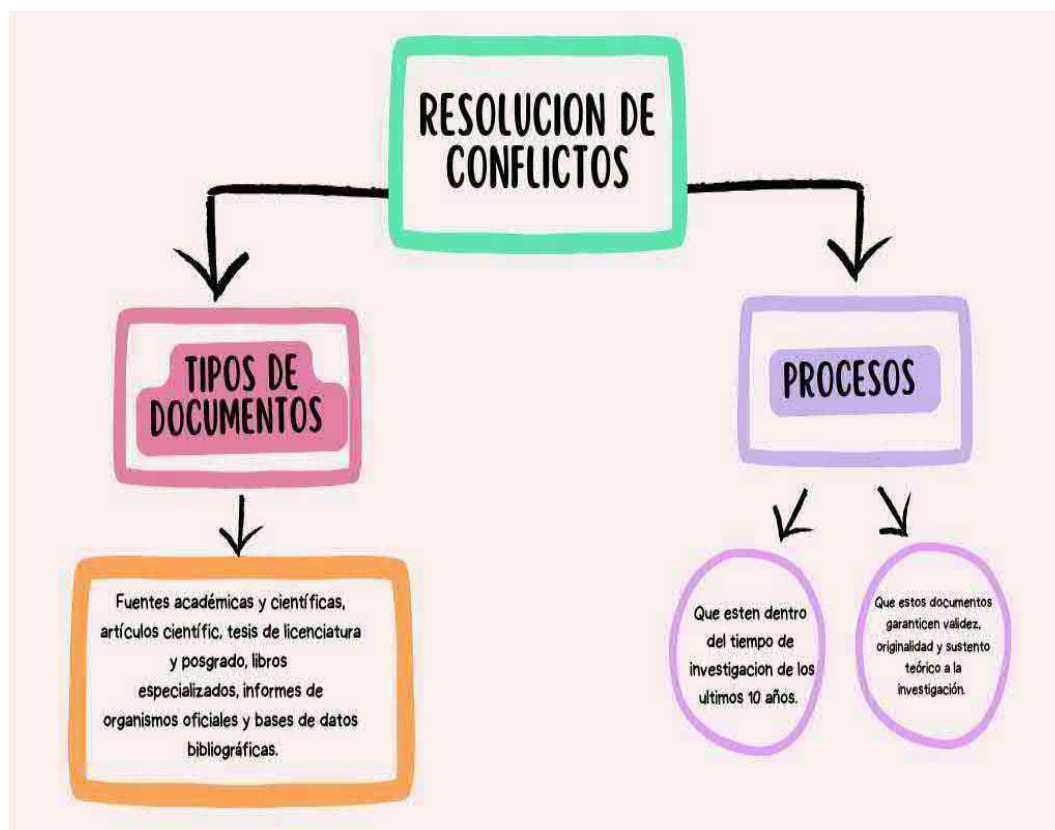 RESOLUCION DE
CONFLICTOS
TIPOS DE
DOCUMENTOS
PROCESOS
Fuentes académicas y científicas,
artículos científic, tesis de licenciatura
y posgrado, libros
especializados, informes de
organismos oficiales y bases de datos
bibliográficas.
Que esten dentro
del tiempo de
investigacion de los
ultimos 10 años.
Que estos documentos
garanticen validez,
originalidad y sustento
teórico a la
investigación.